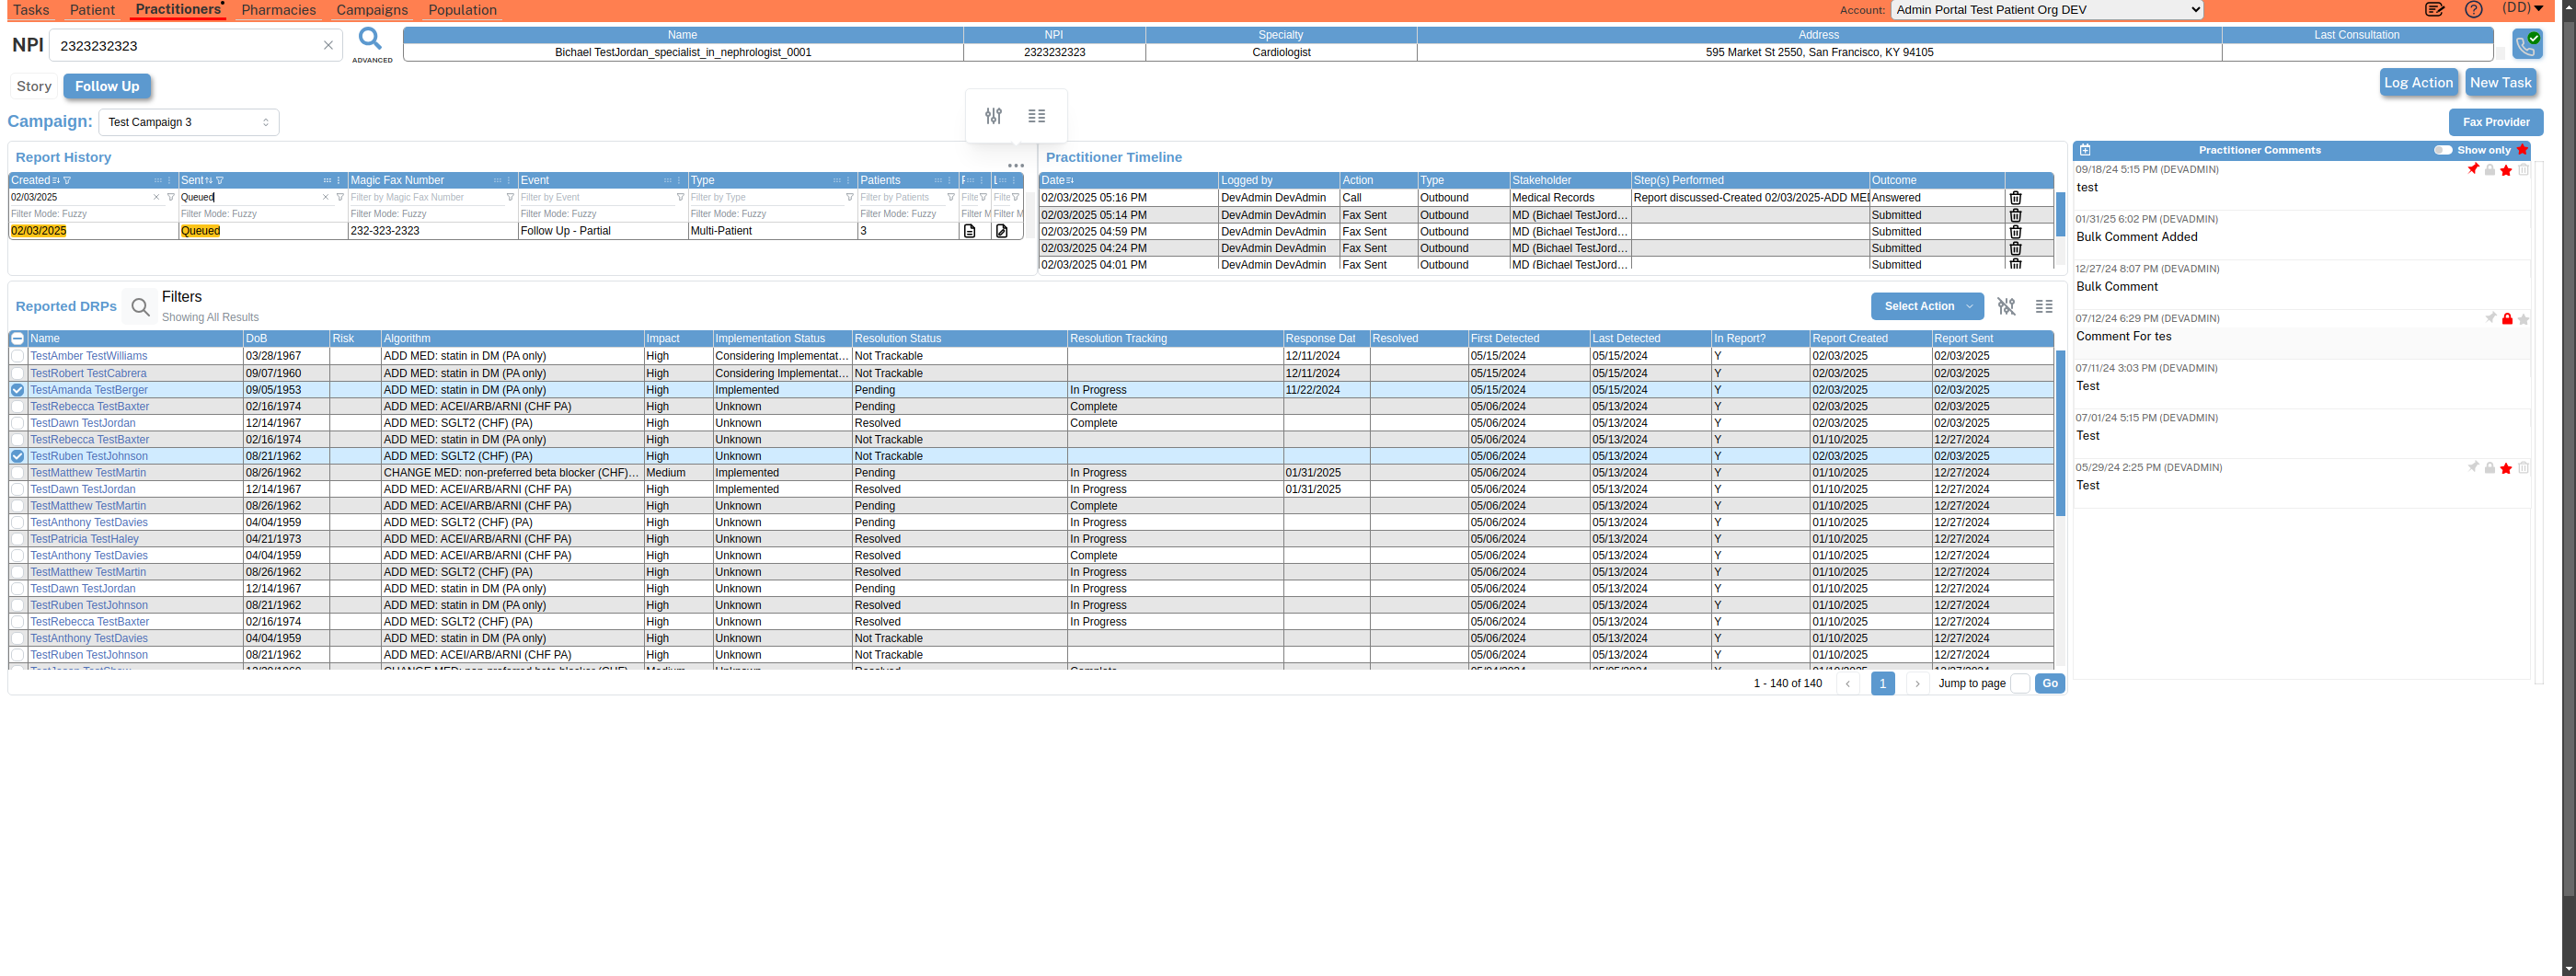 Tasks Patient Practitioners Pharmacies Campaigns Population Account: Admin Portal Test Patient Org DEV (DD)
NPI 2323232323 ADVANCED
Name NPI Specialty Address Last Consultation
Bichael TestJordan_specialist_in_nephrologist_0001 2323232323 Cardiologist 595 Market St 2550, San Francisco, KY 94105
Story Follow Up Log Action New Task
Campaign: Test Campaign 3 Fax Provider
Report History
Created Sent Magic Fax Number Event Type Patients
02/03/2025 Queued Filter by Magic Fax Number Filter by Event Filter by Type Filter by Patients Filte Filte
Filter Mode: Fuzzy Filter Mode: Fuzzy Filter Mode: Fuzzy Filter Mode: Fuzzy Filter Mode: Fuzzy Filter Mode: Fuzzy Filter M Filter M
02/03/2025 Queued 232-323-2323 Follow Up - Partial Multi-Patient 3
Practitioner Timeline
Date Logged by Action Type Stakeholder Step(s) Performed Outcome
02/03/2025 05:16 PM DevAdmin DevAdmin Call Outbound Medical Records Report discussed-Created 02/03/2025-ADD MED Answered
02/03/2025 05:14 PM DevAdmin DevAdmin Fax Sent Outbound MD (Bichael TestJord... Submitted
02/03/2025 04:59 PM DevAdmin DevAdmin Fax Sent Outbound MD (Bichael TestJord... Submitted
02/03/2025 04:24 PM DevAdmin DevAdmin Fax Sent Outbound MD (Bichael TestJord... Submitted
02/03/2025 04:01 PM DevAdmin DevAdmin Fax Sent Outbound MD (Bichael TestJord... Submitted
Practitioner Comments Show only
09/18/24 5:15 PM (DEVADMIN)
test
01/31/25 6:02 PM (DEVADMIN)
Bulk Comment Added
12/27/24 8:07 PM (DEVADMIN)
Bulk Comment
07/12/24 6:29 PM (DEVADMIN)
Comment For tes
07/11/24 3:03 PM (DEVADMIN)
Test
07/01/24 5:15 PM (DEVADMIN)
Test
05/29/24 2:25 PM (DEVADMIN)
Test
Reported DRPs Filters
Showing All Results
Select Action
Name DoB Risk Algorithm Impact Implementation Status Resolution Status Resolution Tracking Response Dat Resolved First Detected Last Detected In Report? Report Created Report Sent
TestAmber TestWilliams 03/28/1967 ADD MED: statin in DM (PA only) High Considering Implementat... Not Trackable 12/11/2024 05/15/2024 05/15/2024 Y 02/03/2025 02/03/2025
TestRobert TestCabrera 09/07/1960 ADD MED: statin in DM (PA only) High Considering Implementat... Not Trackable 12/11/2024 05/15/2024 05/15/2024 Y 02/03/2025 02/03/2025
TestAmanda TestBerger 09/05/1953 ADD MED: statin in DM (PA only) High Implemented Pending In Progress 11/22/2024 05/15/2024 05/15/2024 Y 02/03/2025 02/03/2025
TestRebecca TestBaxter 02/16/1974 ADD MED: ACEI/ARB/ARNI (CHF PA) High Unknown Pending Complete 05/06/2024 05/13/2024 Y 02/03/2025 02/03/2025
TestDawn TestJordan 12/14/1967 ADD MED: SGLT2 (CHF) (PA) High Unknown Resolved Complete 05/06/2024 05/13/2024 Y 02/03/2025 02/03/2025
TestRebecca TestBaxter 02/16/1974 ADD MED: statin in DM (PA only) High Unknown Not Trackable 05/06/2024 05/13/2024 Y 01/10/2025 12/27/2024
TestRuben TestJohnson 08/21/1962 ADD MED: SGLT2 (CHF) (PA) High Unknown Not Trackable 05/06/2024 05/13/2024 Y 02/03/2025 02/03/2025
TestMatthew TestMartin 08/26/1962 CHANGE MED: non-preferred beta blocker (CHF)... Medium Implemented Pending In Progress 01/31/2025 05/06/2024 05/13/2024 Y 01/10/2025 12/27/2024
TestDawn TestJordan 12/14/1967 ADD MED: ACEI/ARB/ARNI (CHF PA) High Implemented Resolved In Progress 01/31/2025 05/06/2024 05/13/2024 Y 01/10/2025 12/27/2024
TestMatthew TestMartin 08/26/1962 ADD MED: ACEI/ARB/ARNI (CHF PA) High Unknown Pending Complete 05/06/2024 05/13/2024 Y 01/10/2025 12/27/2024
TestAnthony TestDavies 04/04/1959 ADD MED: SGLT2 (CHF) (PA) High Unknown Pending In Progress 05/06/2024 05/13/2024 Y 01/10/2025 12/27/2024
TestPatricia TestHaley 04/21/1973 ADD MED: ACEI/ARB/ARNI (CHF PA) High Unknown Resolved In Progress 05/06/2024 05/13/2024 Y 01/10/2025 12/27/2024
TestAnthony TestDavies 04/04/1959 ADD MED: ACEI/ARB/ARNI (CHF PA) High Unknown Resolved Complete 05/06/2024 05/13/2024 Y 01/10/2025 12/27/2024
TestMatthew TestMartin 08/26/1962 ADD MED: SGLT2 (CHF) (PA) High Unknown Resolved In Progress 05/06/2024 05/13/2024 Y 01/10/2025 12/27/2024
TestDawn TestJordan 12/14/1967 ADD MED: statin in DM (PA only) High Unknown Pending In Progress 05/06/2024 05/13/2024 Y 01/10/2025 12/27/2024
TestRuben TestJohnson 08/21/1962 ADD MED: statin in DM (PA only) High Unknown Resolved In Progress 05/06/2024 05/13/2024 Y 01/10/2025 12/27/2024
TestRebecca TestBaxter 02/16/1974 ADD MED: SGLT2 (CHF) (PA) High Unknown Resolved In Progress 05/06/2024 05/13/2024 Y 01/10/2025 12/27/2024
TestAnthony TestDavies 04/04/1959 ADD MED: statin in DM (PA only) High Unknown Not Trackable 05/06/2024 05/13/2024 Y 01/10/2025 12/27/2024
TestRuben TestJohnson 08/21/1962 ADD MED: ACEI/ARB/ARNI (CHF PA) High Unknown Not Trackable 05/06/2024 05/13/2024 Y 01/10/2025 12/27/2024
1 - 140 of 140 1 Jump to page Go